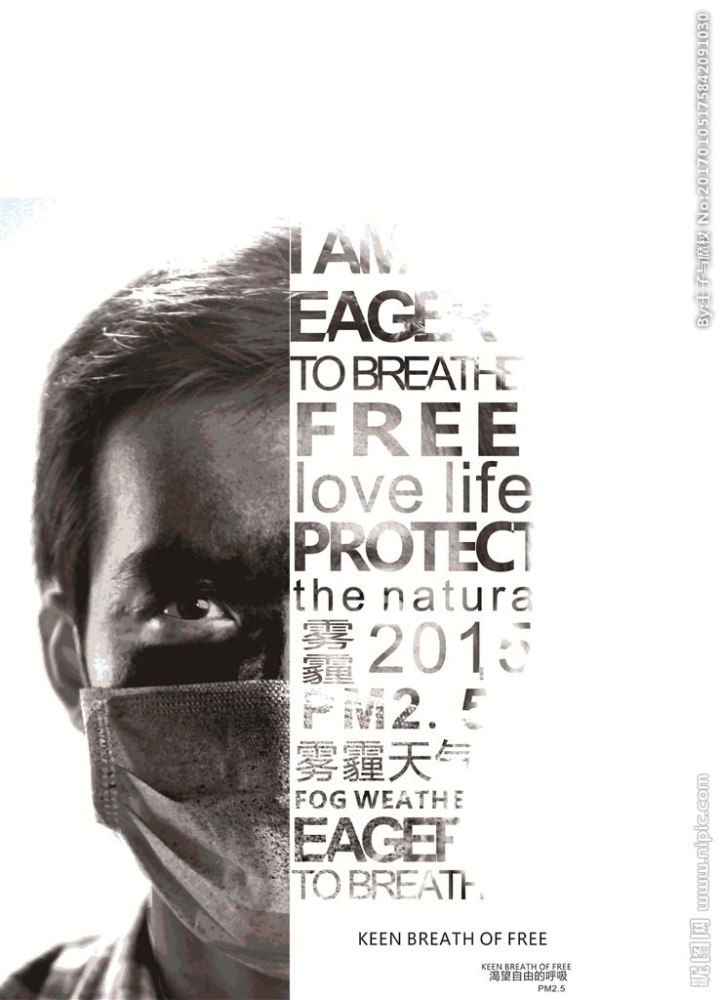 I AM
EAGER
TO BREATHE
FREE
love life
PROTECT
the natura
雾霾 2015
PM2.5
雾霾天气
FOG WEATHE
EAGER
TO BREATH
KEEN BREATH OF FREE
KEEN BREATH OF FREE
渴望自由的呼吸
PM2.5
By:王子与魔杖 No:20170105175842091030
昵图网 www.nipic.com